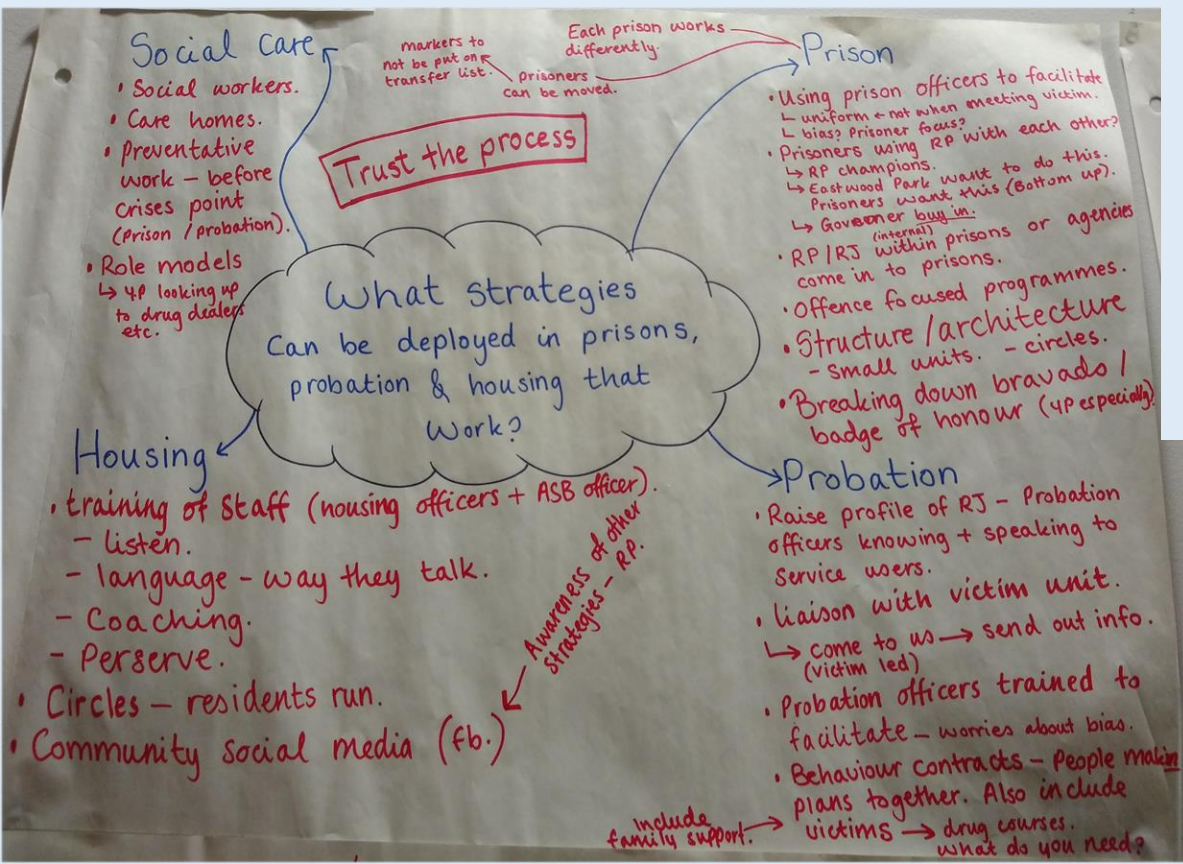 Social Care
• Social workers.
• Care homes.
• Preventative
work – before
crises point
(Prison / probation).
• Role models
↳ YP looking up
to drug dealers
etc.
markers to
not be put on
transfer list.
prisoners
can be moved.
Each prison works
differently.
Trust the process
Prison
• Using prison officers to facilitate
↳ uniform ← not when meeting victim.
↳ bias? Prisoner focus?
• Prisoners using RP with each other?
↳ RP champions.
↳ Eastwood Park want to do this.
Prisoners want this (Bottom up).
↳ Govenor buy in.
(internal)
• RP/RJ within prisons or agencies
come in to prisons.
• Offence focused programmes.
• Structure / architecture
- small units. - circles.
• Breaking down bravado /
badge of honour (YP especially).
What strategies
Can be deployed in prisons,
probation & housing that
Work?
Housing
• training of Staff (housing officers + ASB officer).
- listen.
- language – way they talk.
- Coaching.
- Perserve.
• Circles – residents run.
• Community social media (fb.)
Awareness of other
strategies – RP.
Probation
• Raise profile of RJ – Probation
officers knowing + speaking to
Service users.
• liaison with victim unit.
↳ come to us → send out info.
(victim led)
• Probation officers trained to
facilitate – worries about bias.
• Behaviour contracts – People makin
plans together. Also include
victims → drug courses.
What do you need?
include
family support. →